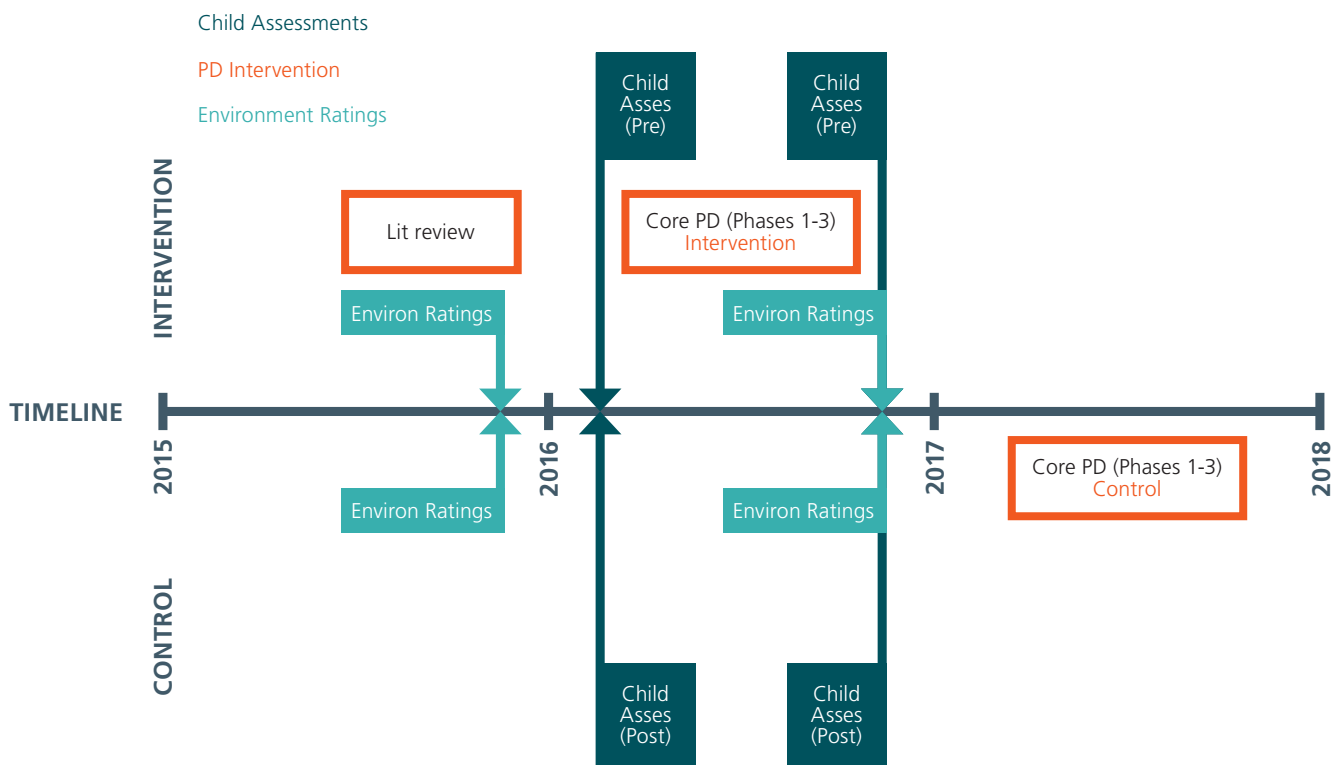 Child Assessments
PD Intervention
Environment Ratings
INTERVENTION
Child
Asses
(Pre)
Child
Asses
(Pre)
Lit review
Core PD (Phases 1-3)
Intervention
Environ Ratings
Environ Ratings
TIMELINE
2015
2016
2017
2018
Environ Ratings
Environ Ratings
Core PD (Phases 1-3)
Control
CONTROL
Child
Asses
(Post)
Child
Asses
(Post)